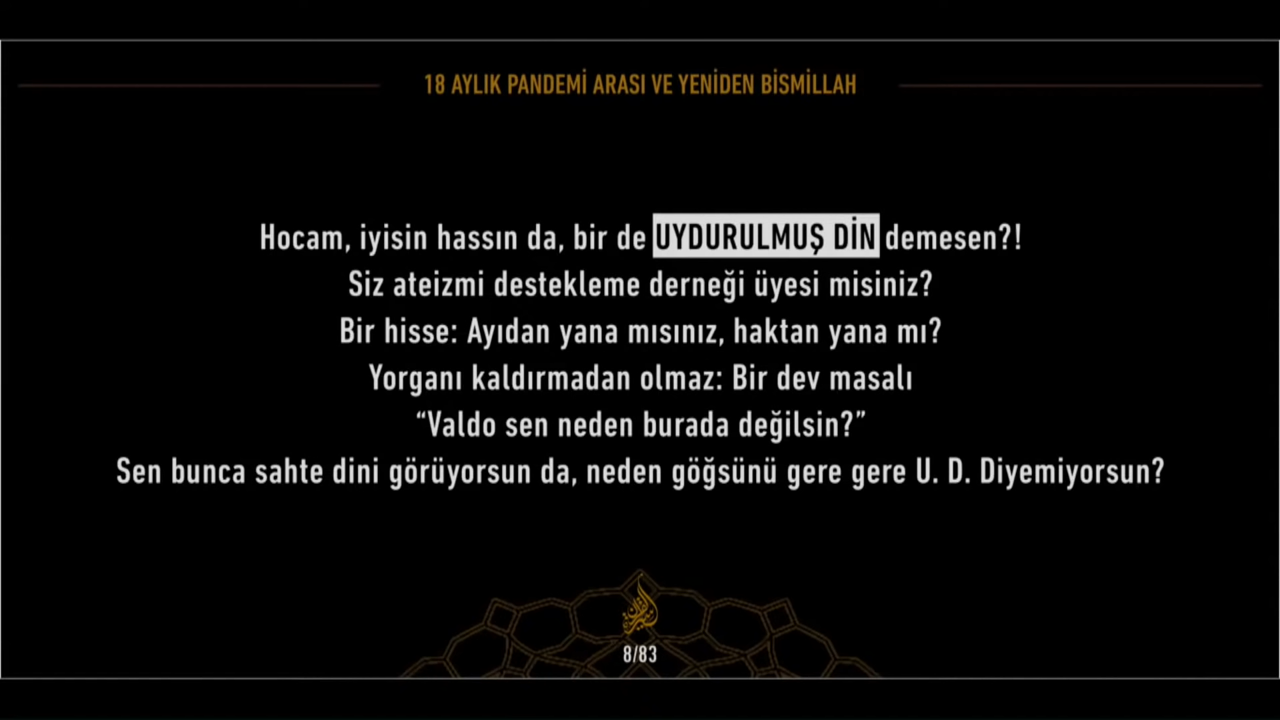 18 AYLIK PANDEMİ ARASI VE YENİDEN BİSMİLLAH
Hocam, iyisin hassın da, bir de UYDURULMUŞ DİN demesen?!
Siz ateizmi destekleme derneği üyesi misiniz?
Bir hisse: Ayıdan yana mısınız, haktan yana mı?
Yorganı kaldırmadan olmaz: Bir dev masalı
“Valdo sen neden burada değilsin?”
Sen bunca sahte dini görüyorsun da, neden göğsünü gere gere U. D. Diyemiyorsun?
8/83